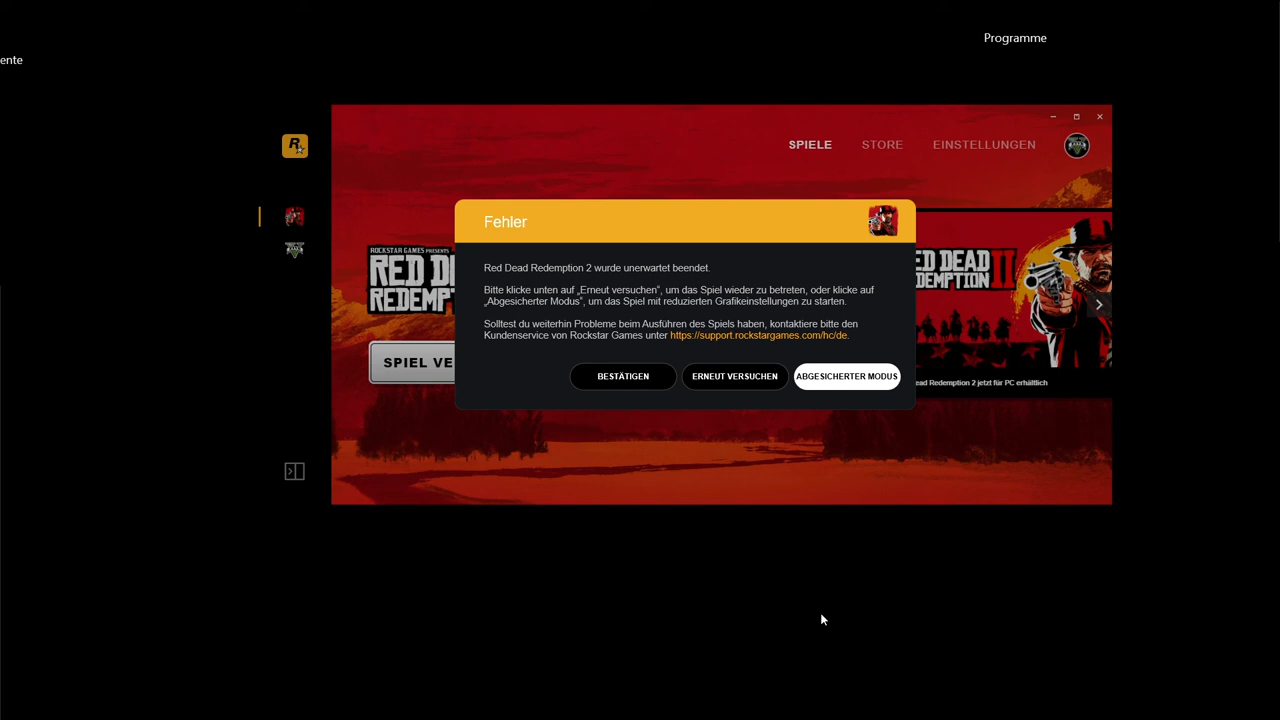 Programme
ente
R
SPIELE STORE EINSTELLUNGEN
Fehler
ROCKSTAR GAMES PRESENTS
RED D
REDEMPT
ED DEAD
DEMPTION II
Red Dead Redemption 2 wurde unerwartet beendet.
Bitte klicke unten auf „Erneut versuchen“, um das Spiel wieder zu betreten, oder klicke auf
„Abgesicherter Modus“, um das Spiel mit reduzierten Grafikeinstellungen zu starten.
Solltest du weiterhin Probleme beim Ausführen des Spiels haben, kontaktiere bitte den
Kundenservice von Rockstar Games unter https://support.rockstargames.com/hc/de.
SPIEL VE
BESTÄTIGEN ERNEUT VERSUCHEN ABGESICHERTER MODUS
ead Redemption 2 jetzt für PC erhältlich